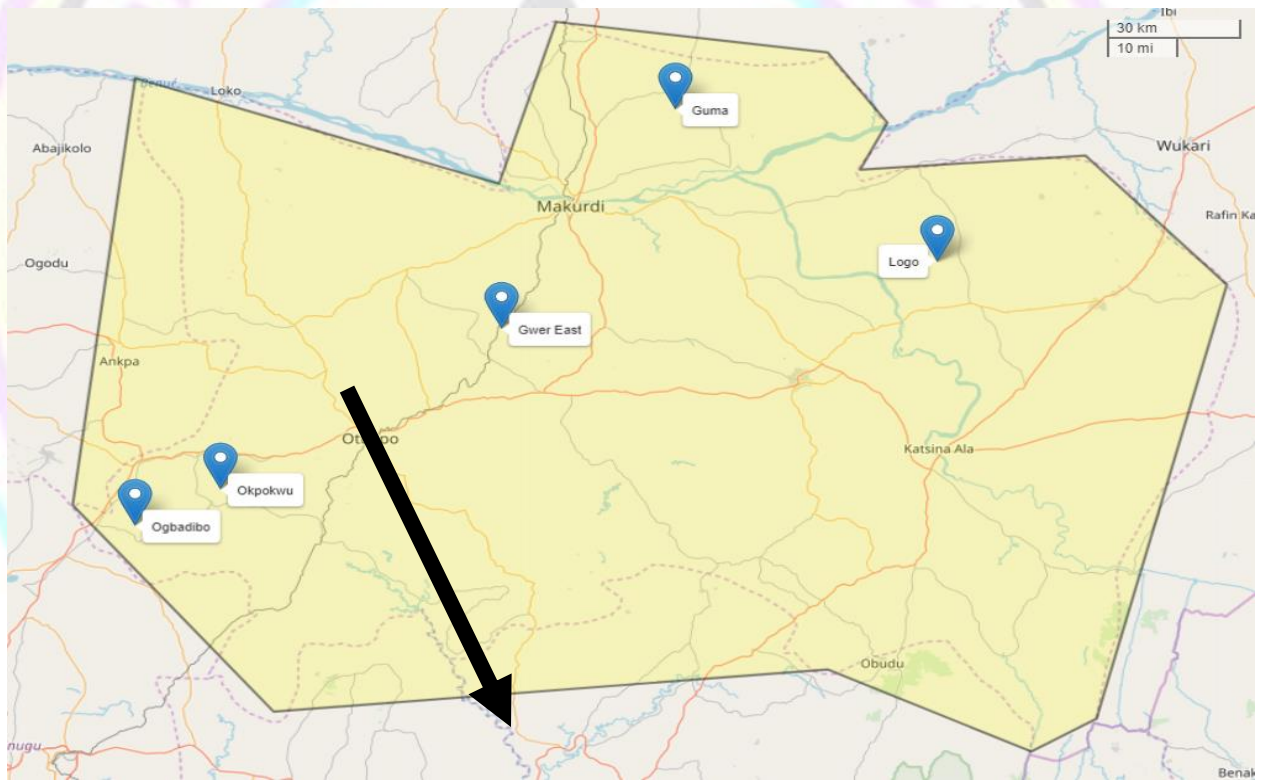 Ibi
30 km
10 mi
Benue
Loko
Guma
Abajikolo
Wukari
Makurdi
Rafin Ka
Ogodu
Logo
Gwer East
Ankpa
Katsina Ala
Okpokwu
Ogbadibo
Obudu
nugu
Benak